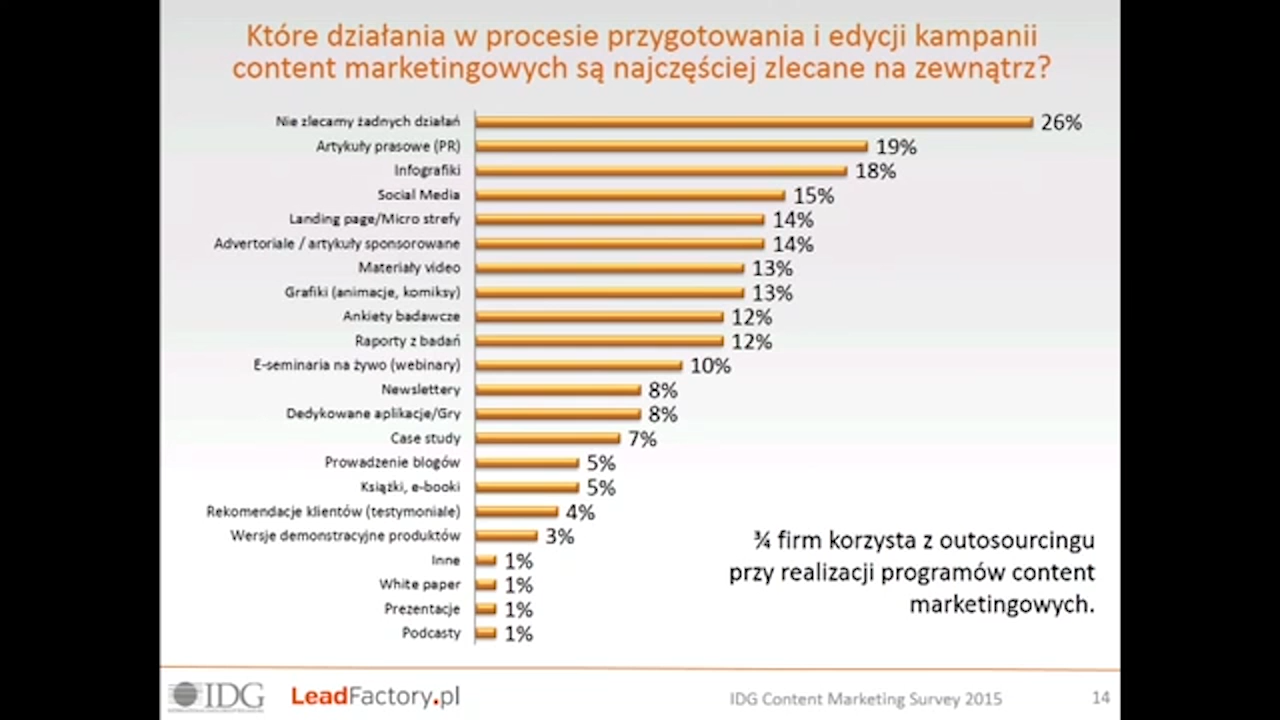 Które działania w procesie przygotowania i edycji kampanii
content marketingowych są najczęściej zlecane na zewnątrz?
Nie zlecamy żadnych działań 26%
Artykuły prasowe (PR) 19%
Infografiki 18%
Social Media 15%
Landing page/Micro strefy 14%
Advertoriale / artykuły sponsorowane 14%
Materiały video 13%
Grafiki (animacje, komiksy) 13%
Ankiety badawcze 12%
Raporty z badań 12%
E-seminaria na żywo (webinary) 10%
Newslettery 8%
Dedykowane aplikacje/Gry 8%
Case study 7%
Prowadzenie blogów 5%
Książki, e-booki 5%
Rekomendacje klientów (testymoniale) 4%
Wersje demonstracyjne produktów 3%
Inne 1%
White paper 1%
Prezentacje 1%
Podcasty 1%
¾ firm korzysta z outosourcingu
przy realizacji programów content
marketingowych.
IDG
LeadFactory.pl
IDG Content Marketing Survey 2015
14